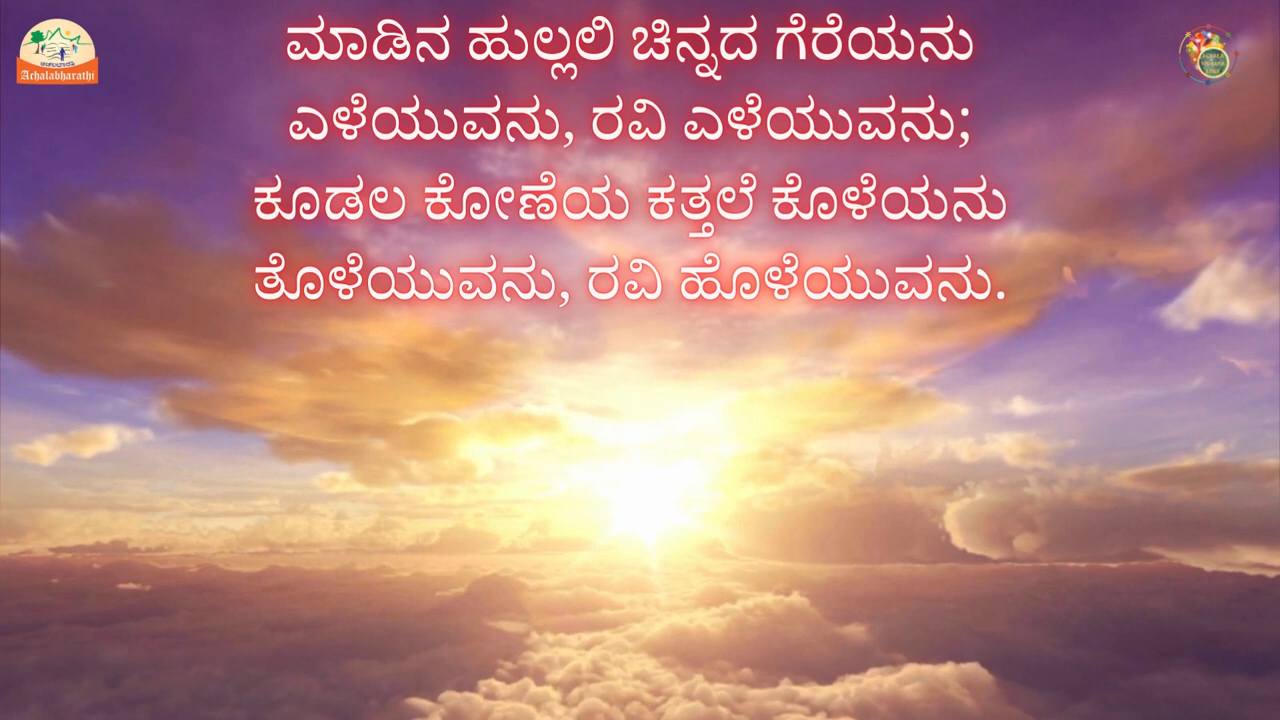 ಮಾಡಿನ ಹುಲ್ಲಲಿ ಚಿನ್ನದ ಗೆರೆಯನು
ಎಳೆಯುವನು, ರವಿ ಎಳೆಯುವನು;
ಕೂಡಲ ಕೋಣೆಯ ಕತ್ತಲೆ ಕೊಳೆಯನು
ತೊಳೆಯುವನು, ರವಿ ಹೊಳೆಯುವನು.
Achalabharathi